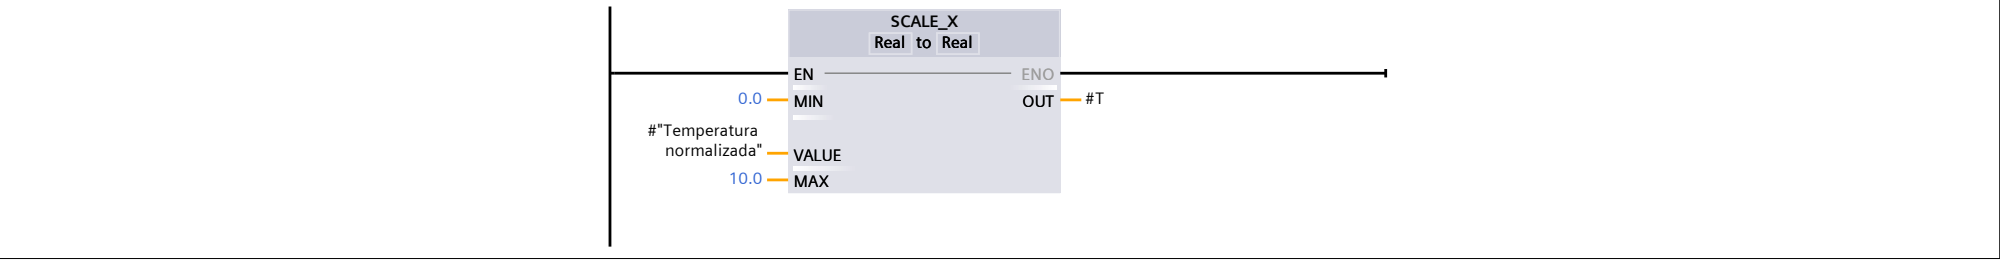 SCALE_X
Real to Real
EN ENO
0.0 MIN OUT #T
#"Temperatura
normalizada" VALUE
10.0 MAX